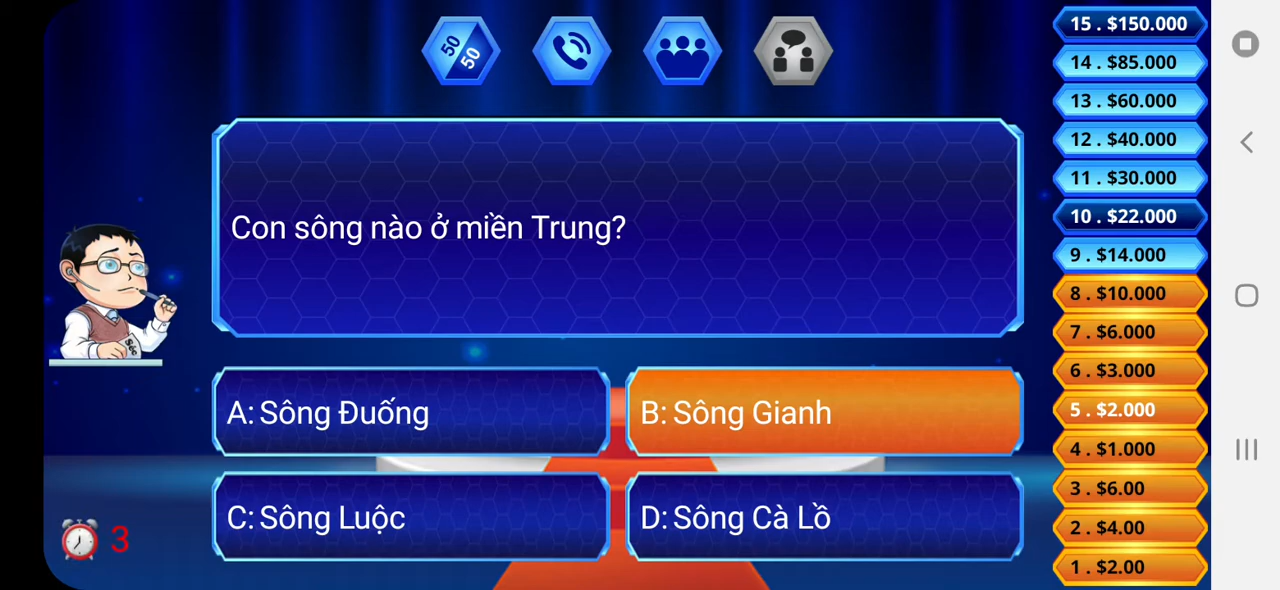 50
50
15 . $150.000
14 . $85.000
13 . $60.000
12 . $40.000
11 . $30.000
10 . $22.000
9 . $14.000
8 . $10.000
7 . $6.000
6 . $3.000
5 . $2.000
4 . $1.000
3 . $6.00
2 . $4.00
1 . $2.00
Con sông nào ở miền Trung?
A: Sông Đuống
B: Sông Gianh
C: Sông Luộc
D: Sông Cà Lồ
Séc
3